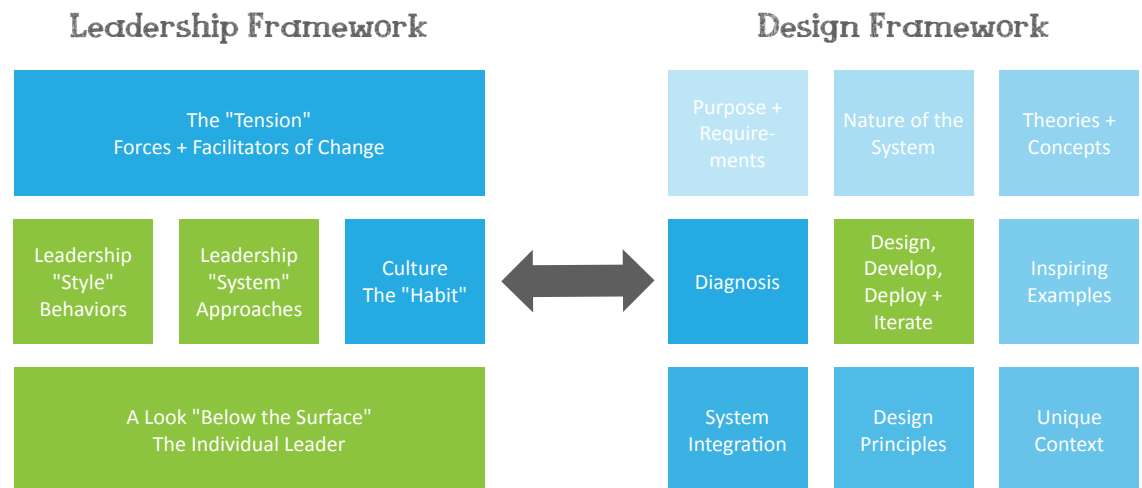 Leadership Framework
The "Tension"
Forces + Facilitators of Change
Leadership
"Style"
Behaviors
Leadership
"System"
Approaches
Culture
The "Habit"
A Look "Below the Surface"
The Individual Leader
Design Framework
Purpose +
Require-
ments
Nature of the
System
Theories +
Concepts
Diagnosis
Design,
Develop,
Deploy +
Iterate
Inspiring
Examples
System
Integration
Design
Principles
Unique
Context